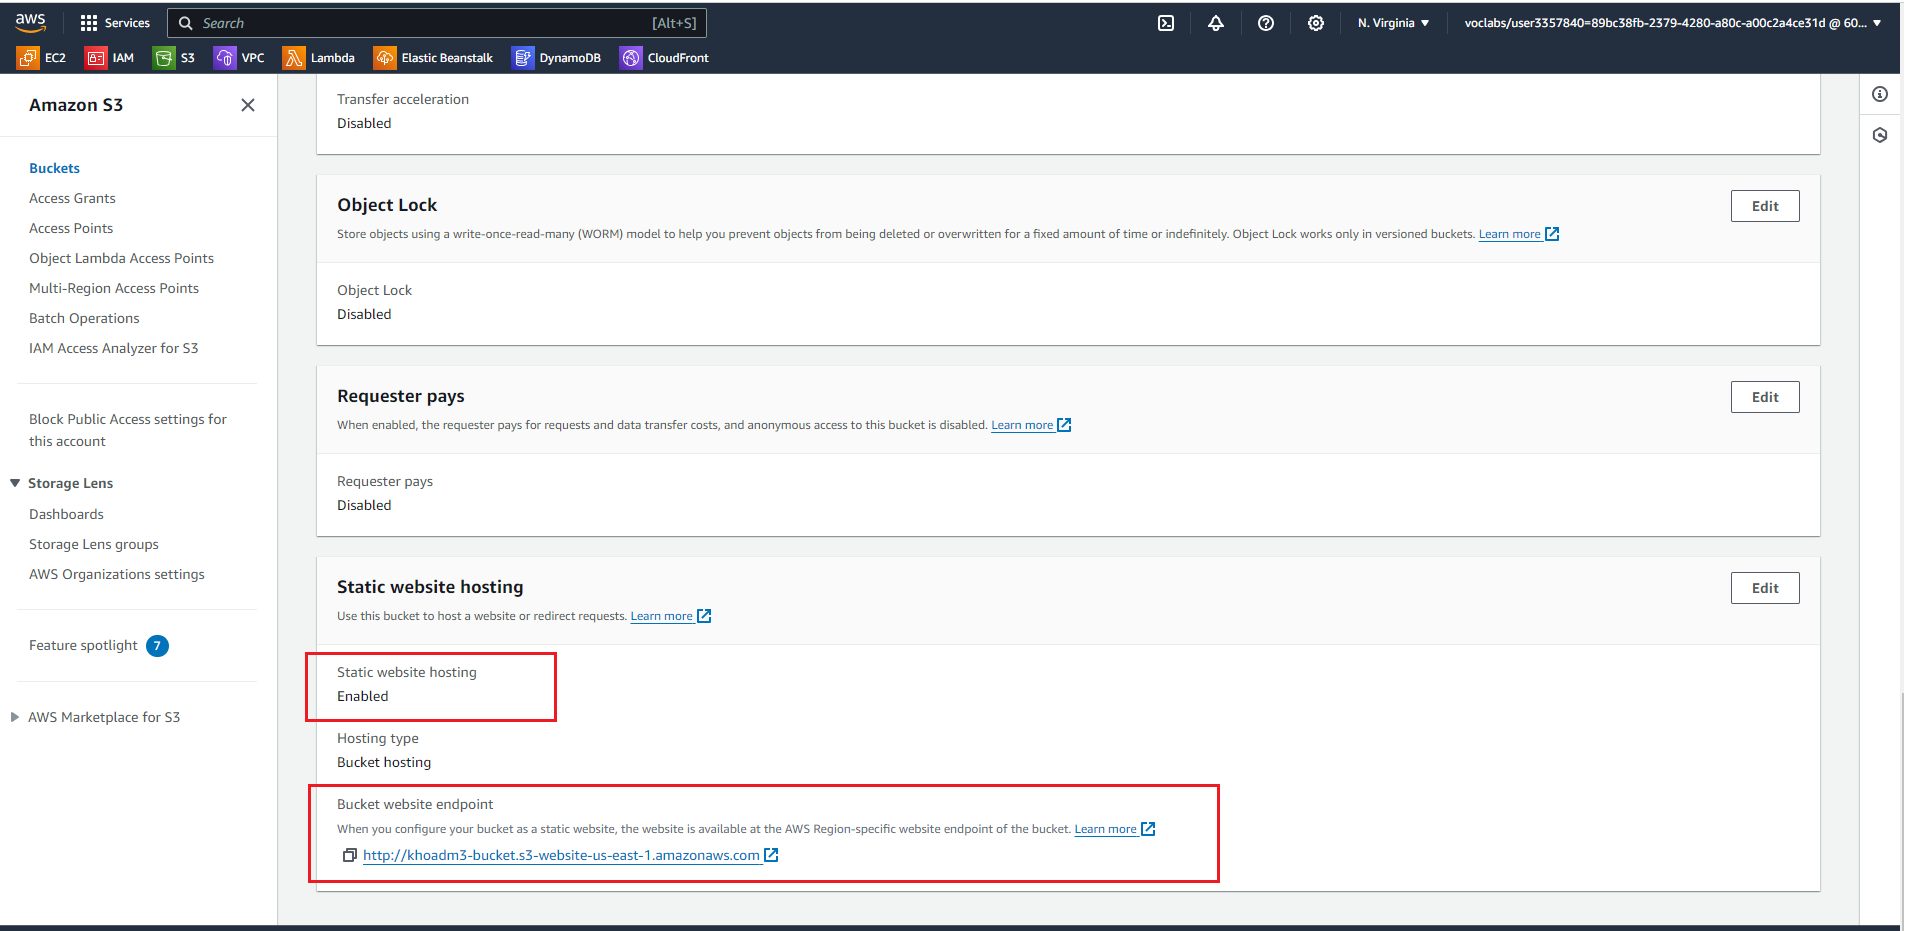 aws
Services
Search [Alt+S]
N. Virginia
voclabs/user3357840=89bc38fb-2379-4280-a80c-a00c2a4ce31d @ 60...
EC2 IAM S3 VPC Lambda Elastic Beanstalk DynamoDB CloudFront
Amazon S3
Buckets
Access Grants
Access Points
Object Lambda Access Points
Multi-Region Access Points
Batch Operations
IAM Access Analyzer for S3
Block Public Access settings for
this account
Storage Lens
Dashboards
Storage Lens groups
AWS Organizations settings
Feature spotlight 7
AWS Marketplace for S3
Transfer acceleration
Disabled
Object Lock
Edit
Store objects using a write-once-read-many (WORM) model to help you prevent objects from being deleted or overwritten for a fixed amount of time or indefinitely. Object Lock works only in versioned buckets. Learn more
Object Lock
Disabled
Requester pays
Edit
When enabled, the requester pays for requests and data transfer costs, and anonymous access to this bucket is disabled. Learn more
Requester pays
Disabled
Static website hosting
Edit
Use this bucket to host a website or redirect requests. Learn more
Static website hosting
Enabled
Hosting type
Bucket hosting
Bucket website endpoint
When you configure your bucket as a static website, the website is available at the AWS Region-specific website endpoint of the bucket. Learn more
http://khoadm3-bucket.s3-website-us-east-1.amazonaws.com